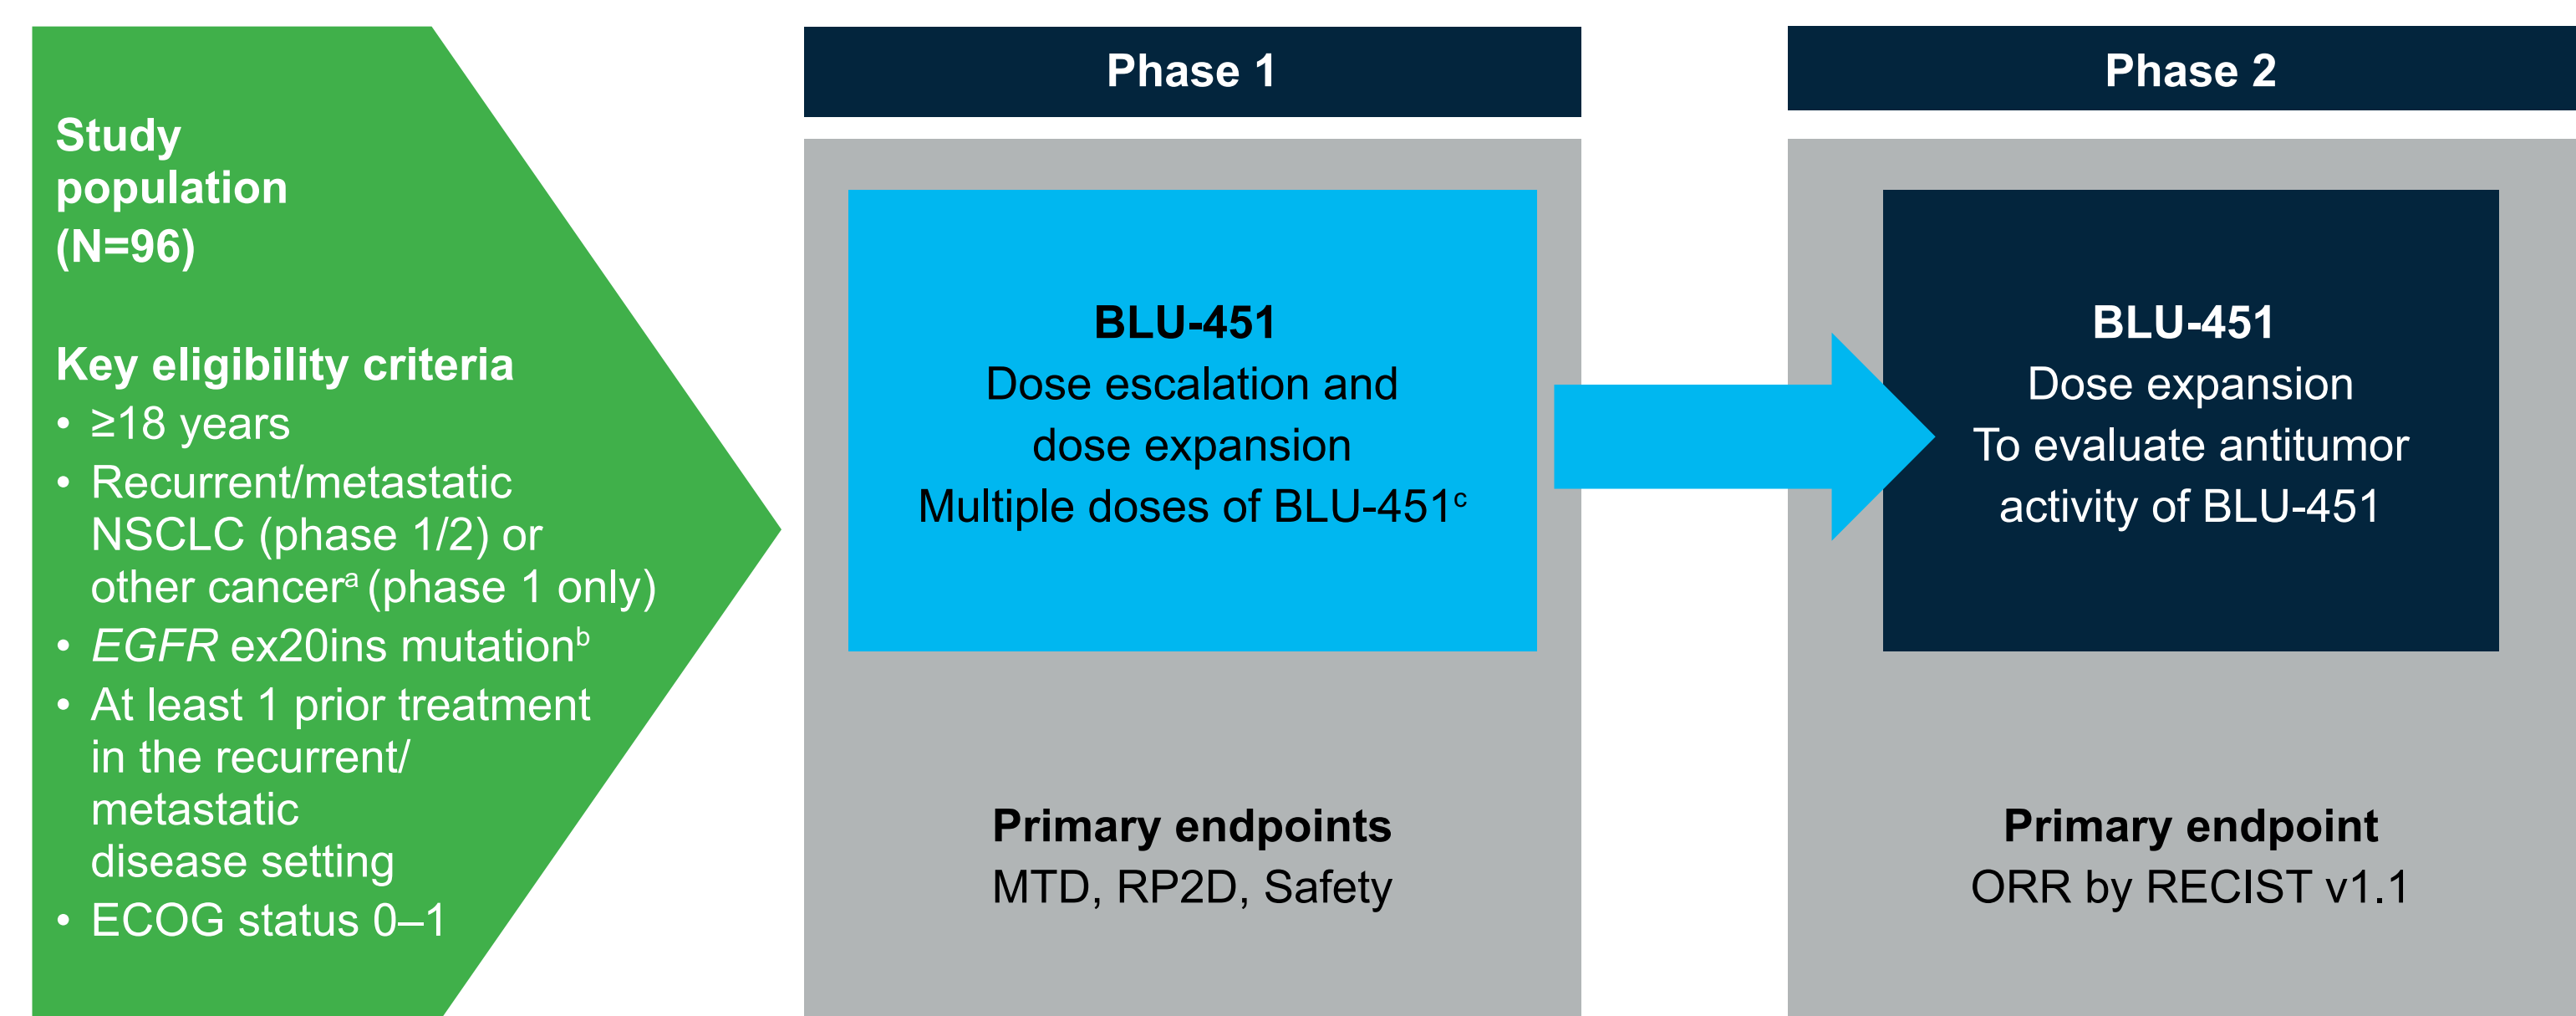 Study
population
(N=96)
Key eligibility criteria
• ≥18 years
• Recurrent/metastatic
NSCLC (phase 1/2) or
other cancerᵃ (phase 1 only)
• EGFR ex20ins mutationᵇ
• At least 1 prior treatment
in the recurrent/
metastatic
disease setting
• ECOG status 0–1
Phase 1
BLU-451
Dose escalation and
dose expansion
Multiple doses of BLU-451ᶜ
Primary endpoints
MTD, RP2D, Safety
Phase 2
BLU-451
Dose expansion
To evaluate antitumor
activity of BLU-451
Primary endpoint
ORR by RECIST v1.1